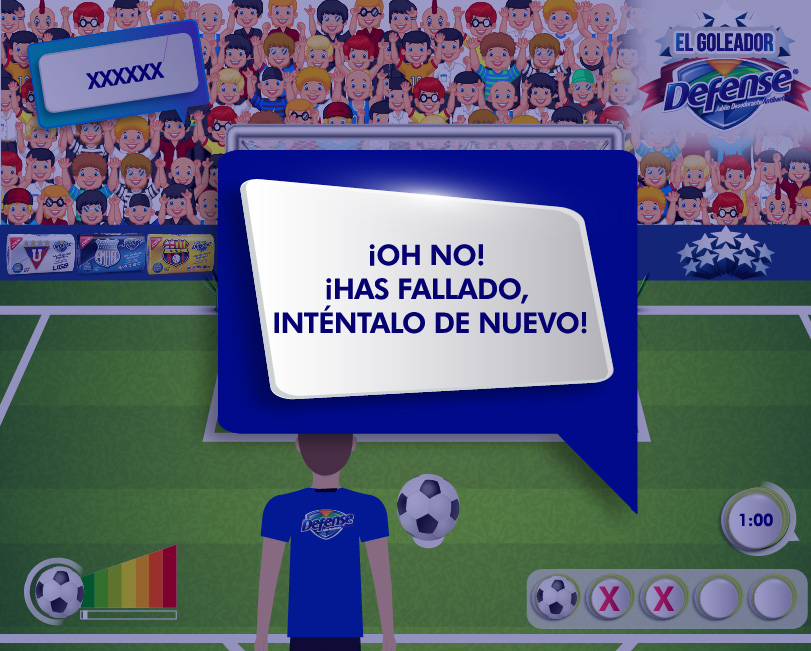 XXXXXX
EL GOLEADOR
Defense
¡OH NO!
¡HAS FALLADO,
INTÉNTALO DE NUEVO!
U
Defense
1:00
X X